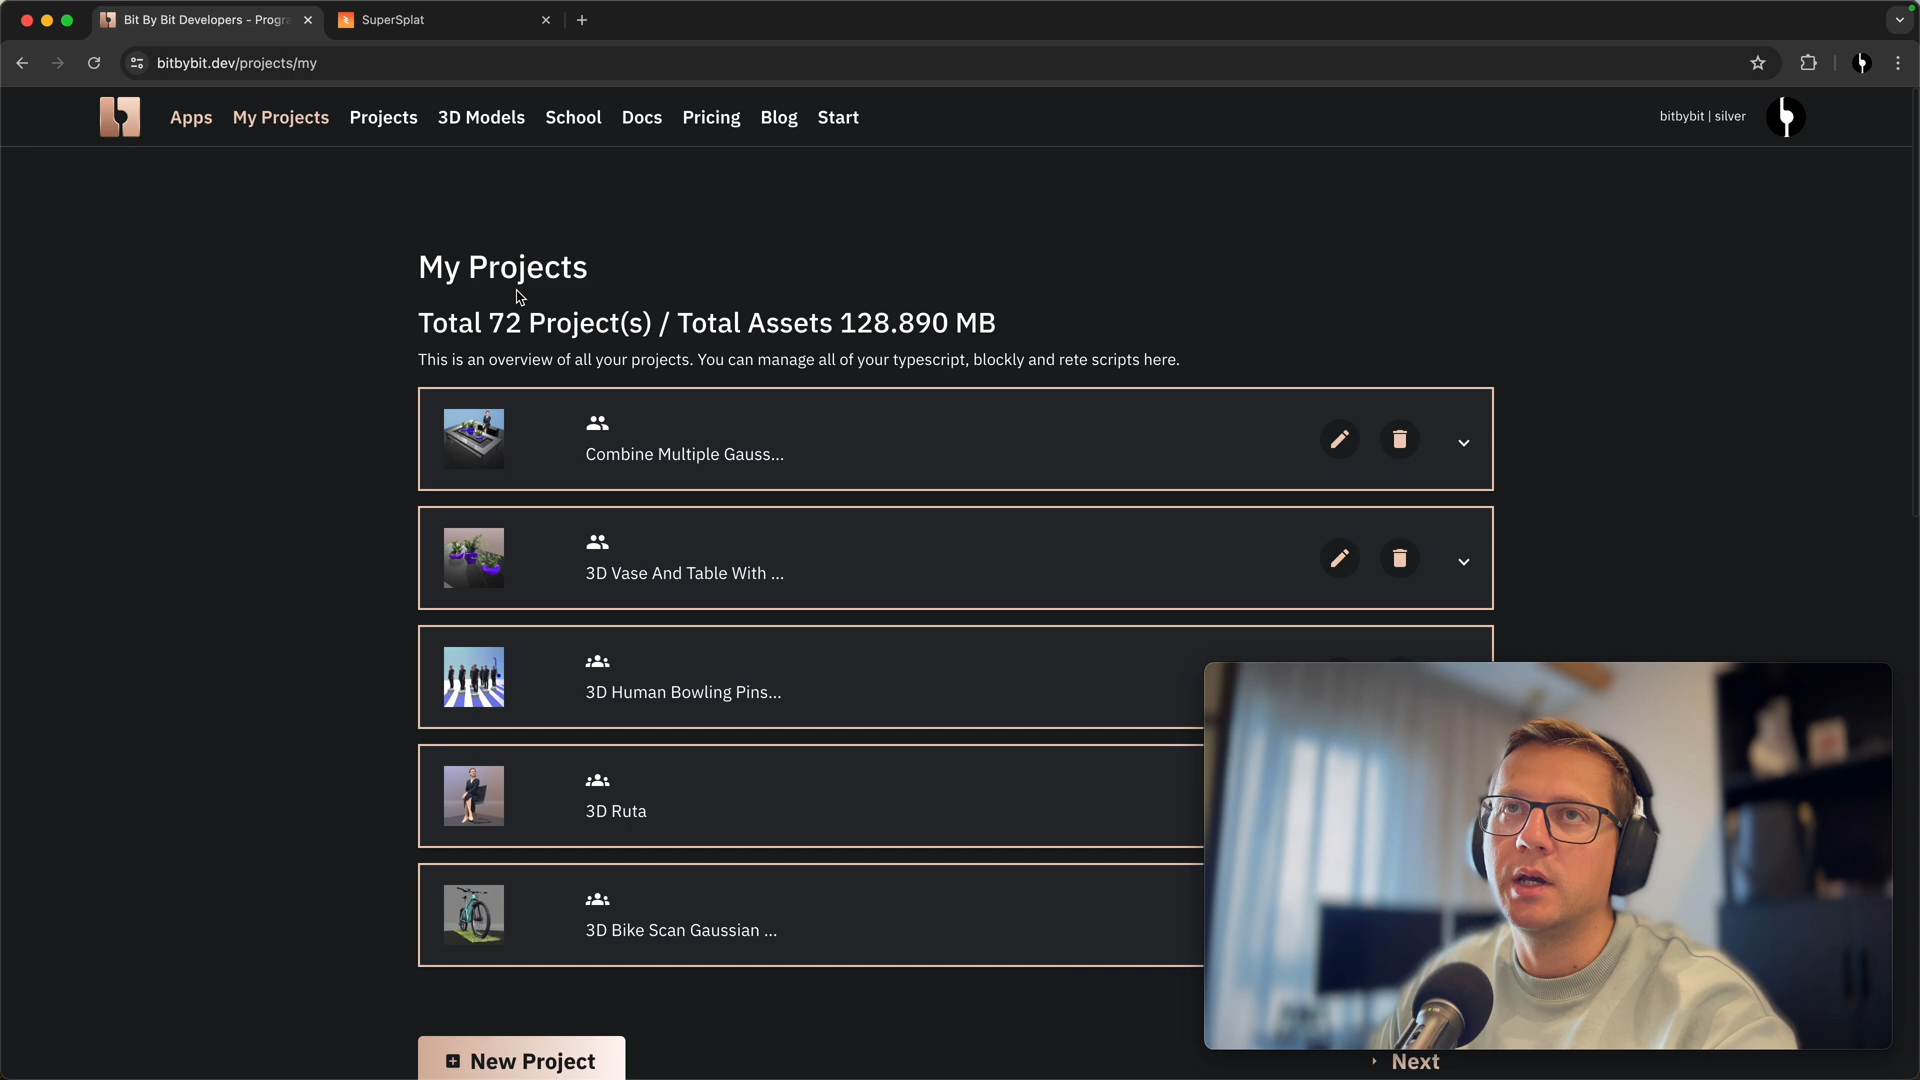 Bit By Bit Developers - Progra
SuperSplat
bitbybit.dev/projects/my
Apps
My Projects
Projects
3D Models
School
Docs
Pricing
Blog
Start
bitbybit | silver
My Projects
Total 72 Project(s) / Total Assets 128.890 MB
This is an overview of all your projects. You can manage all of your typescript, blockly and rete scripts here.
Combine Multiple Gauss...
3D Vase And Table With ...
3D Human Bowling Pins...
3D Ruta
3D Bike Scan Gaussian ...
New Project
Next